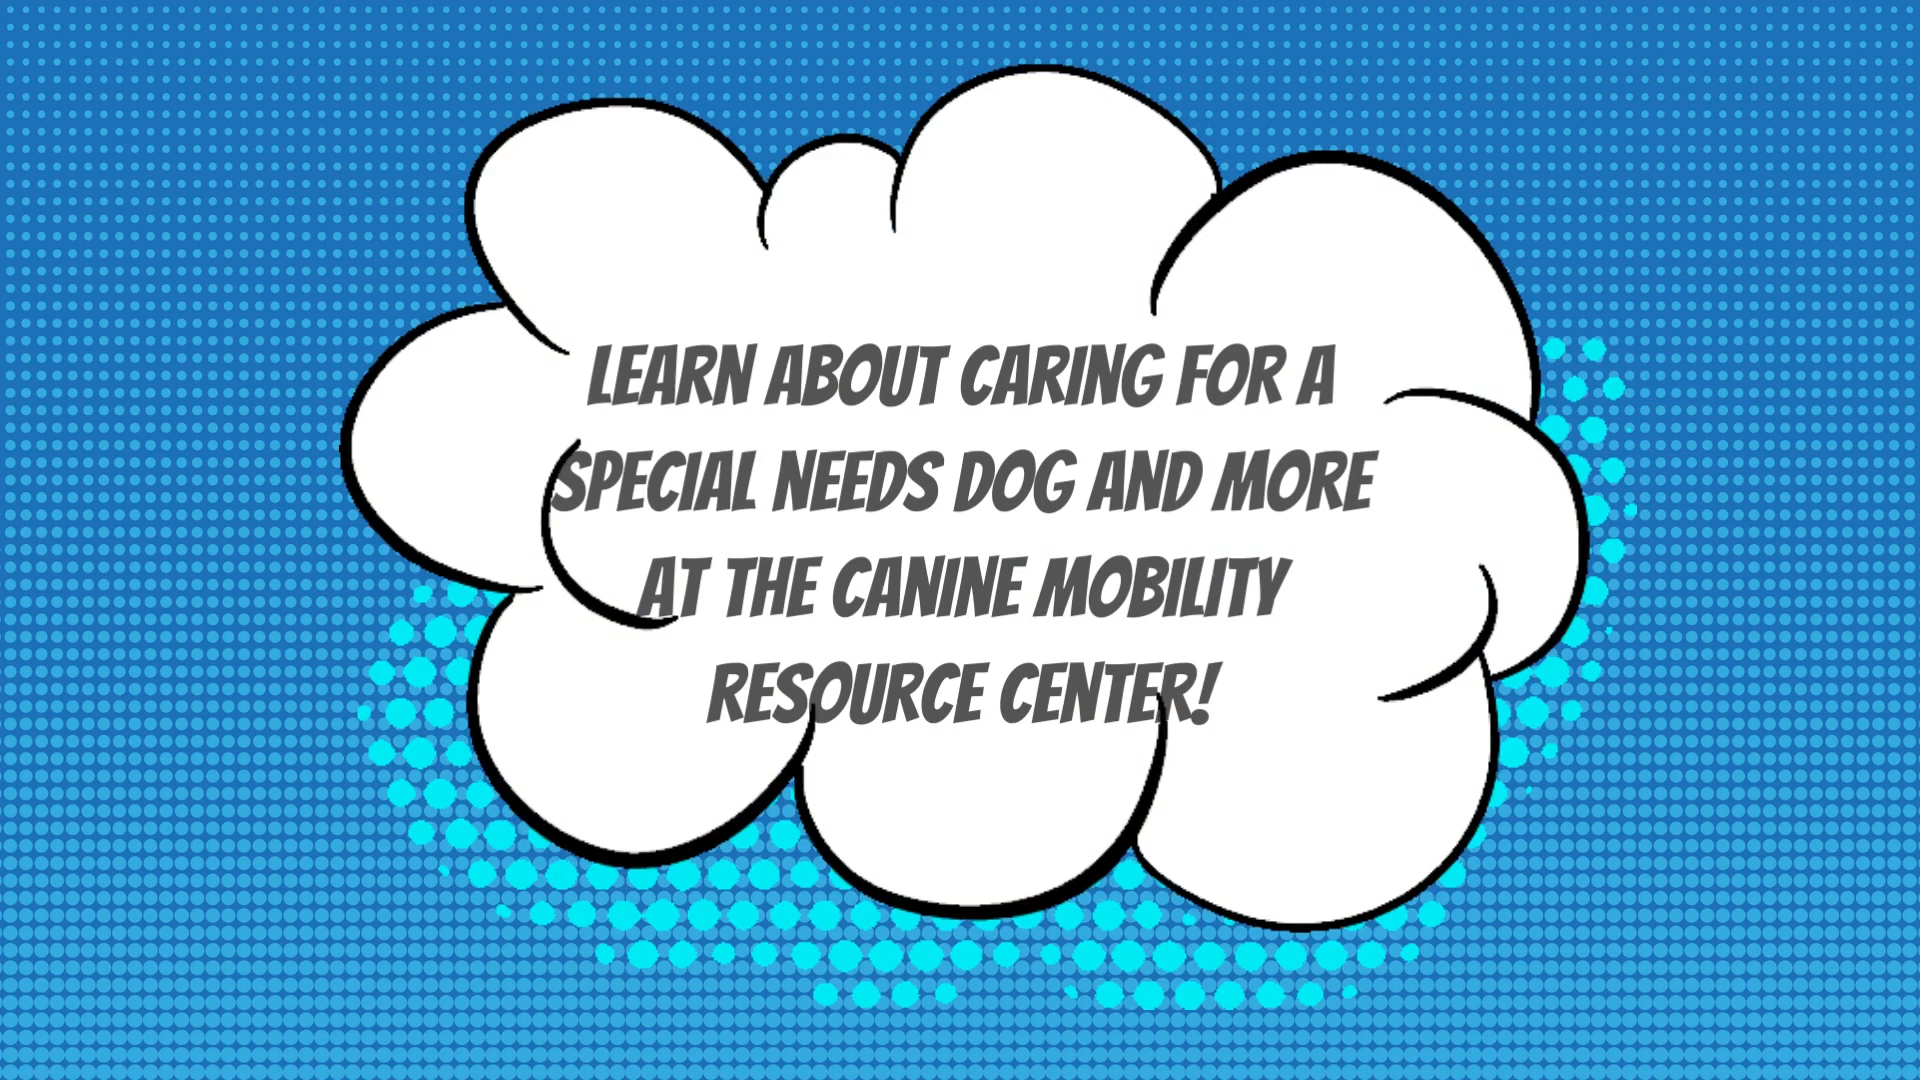 LEARN ABOUT CARING FOR A
SPECIAL NEEDS DOG AND MORE
AT THE CANINE MOBILITY
RESOURCE CENTER!